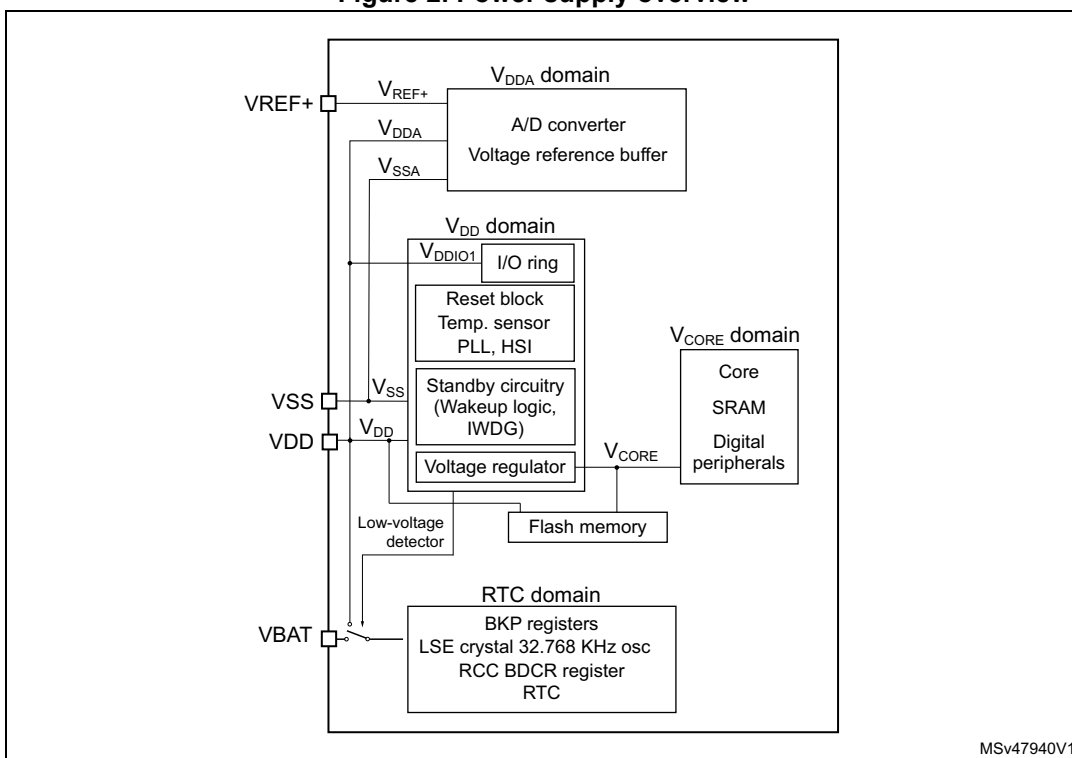 Figure 2. Power Supply Overview
VDDA domain
VREF+
VREF+
A/D converter
VDDA
Voltage reference buffer
VSSA
VDD domain
VDDIO1
I/O ring
Reset block
Temp. sensor
PLL, HSI
VCORE domain
Core
SRAM
Digital
peripherals
VSS
VSS
Standby circuitry
(Wakeup logic,
IWDG)
VDD
VDD
Voltage regulator
VCORE
Flash memory
Low-voltage
detector
RTC domain
VBAT
BKP registers
LSE crystal 32.768 KHz osc
RCC BDCR register
RTC
MSv47940V1